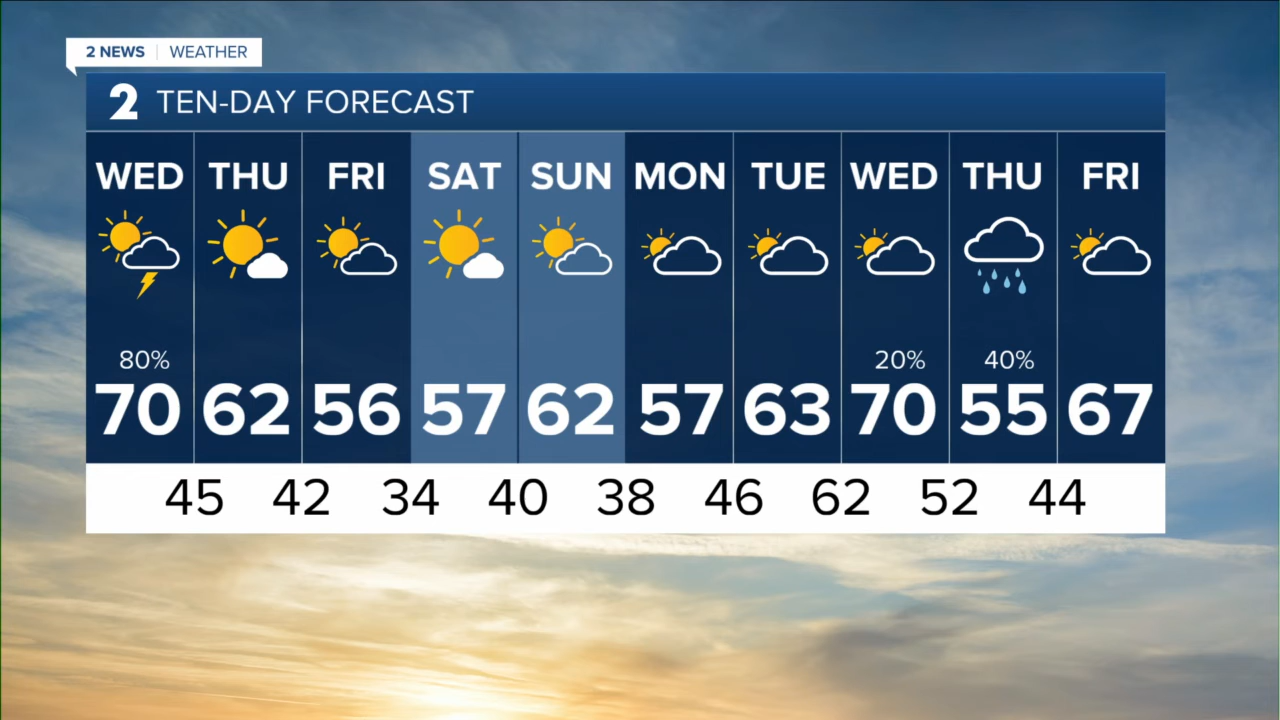 2 NEWS | WEATHER
2 TEN-DAY FORECAST
WED THU FRI SAT SUN MON TUE WED THU FRI
80% 20% 40%
70 62 56 57 62 57 63 70 55 67
45 42 34 40 38 46 62 52 44